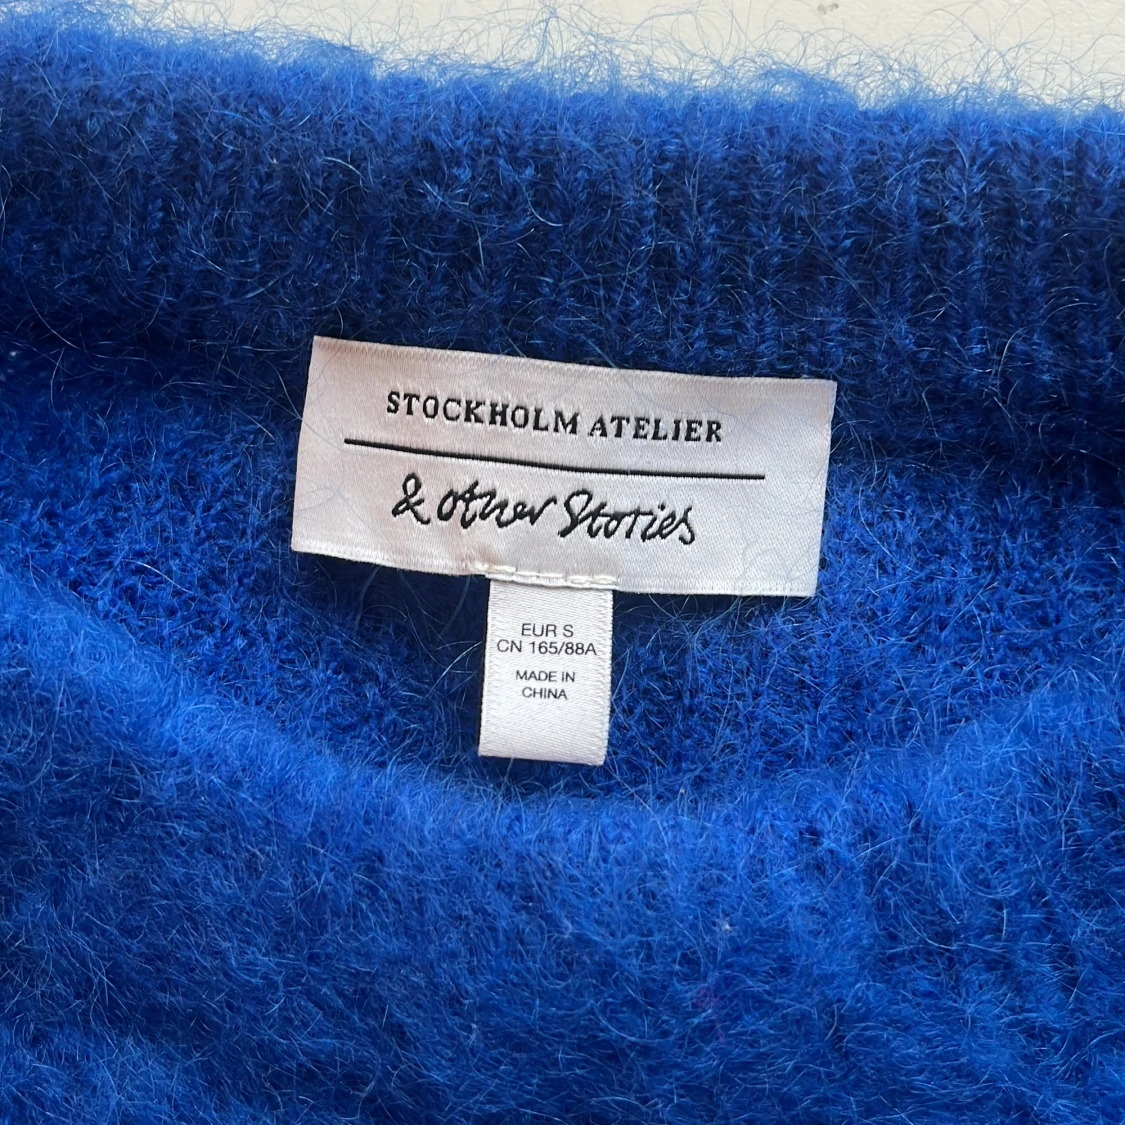 STOCKHOLM ATELIER
& other Stories
EUR S
CN 165/88A
MADE IN
CHINA